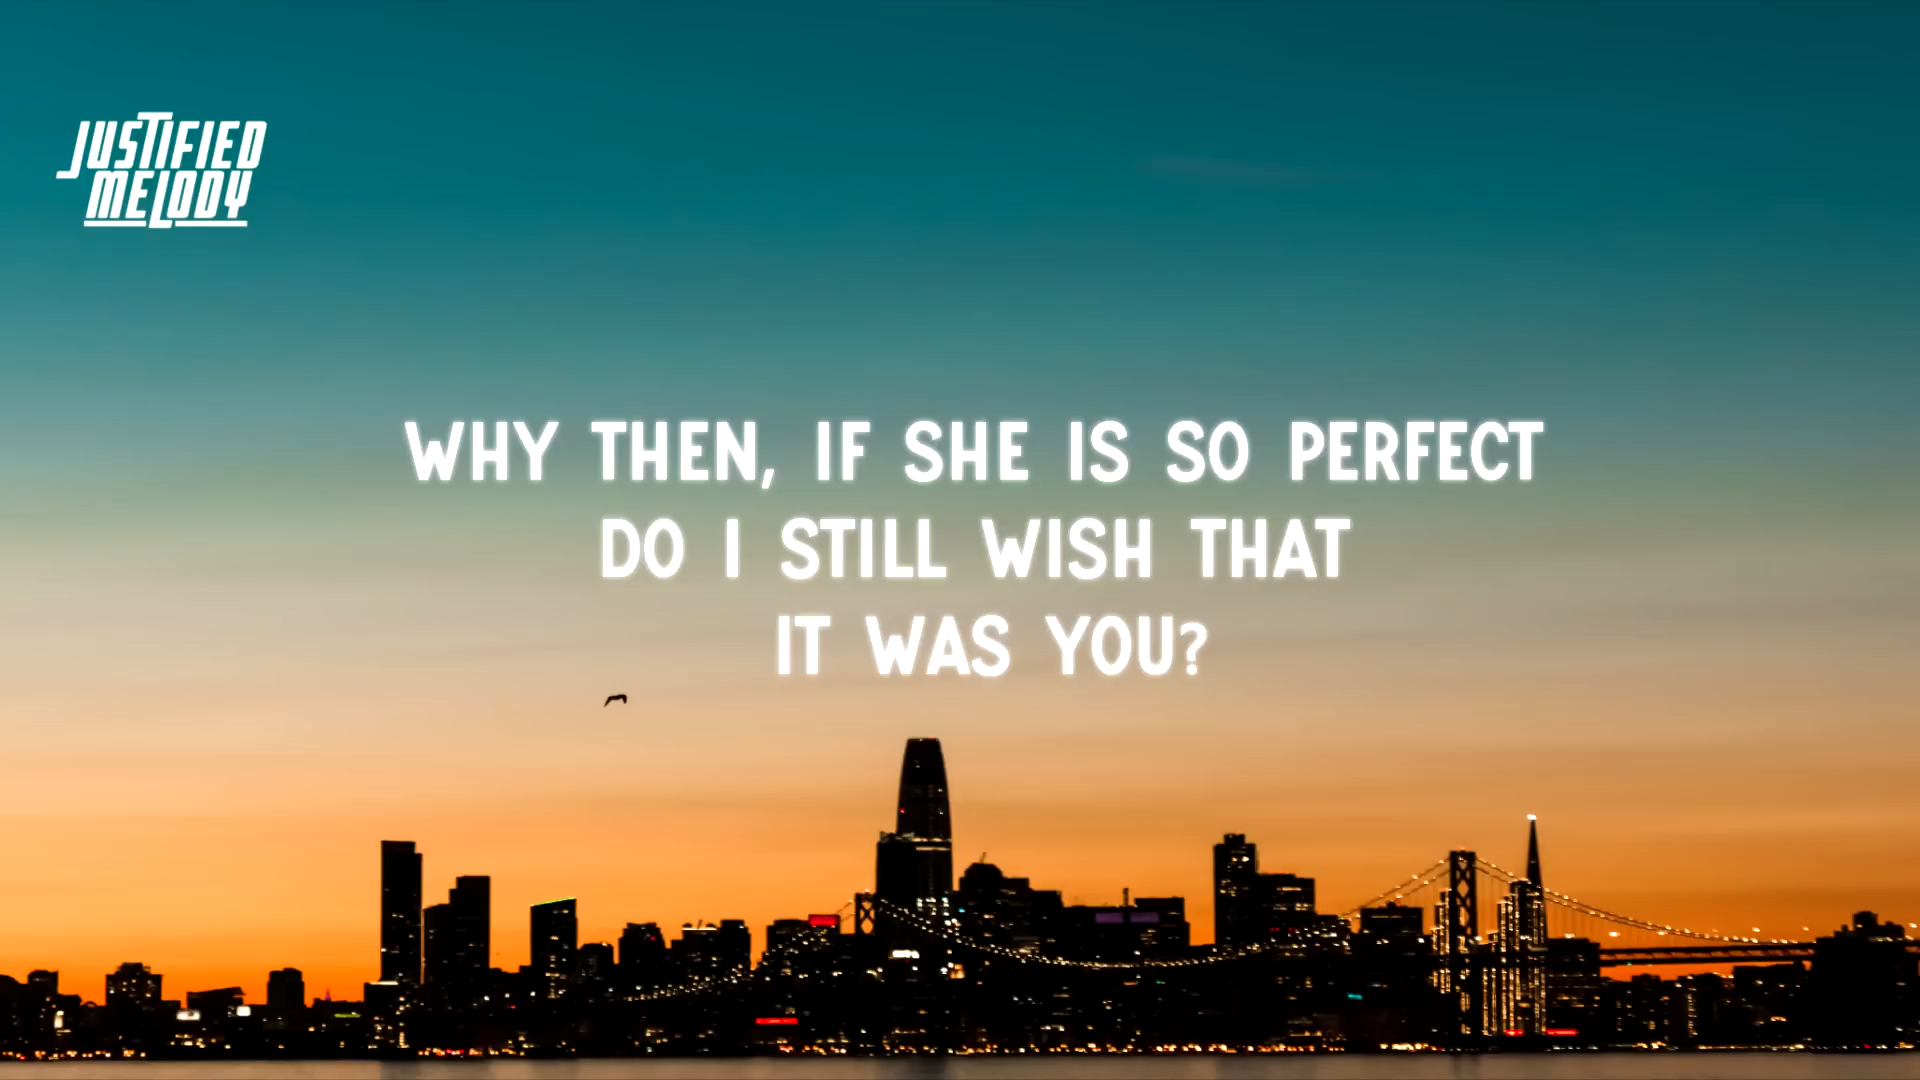 JUSTIFIED
MELODY
WHY THEN, IF SHE IS SO PERFECT
DO I STILL WISH THAT
IT WAS YOU?